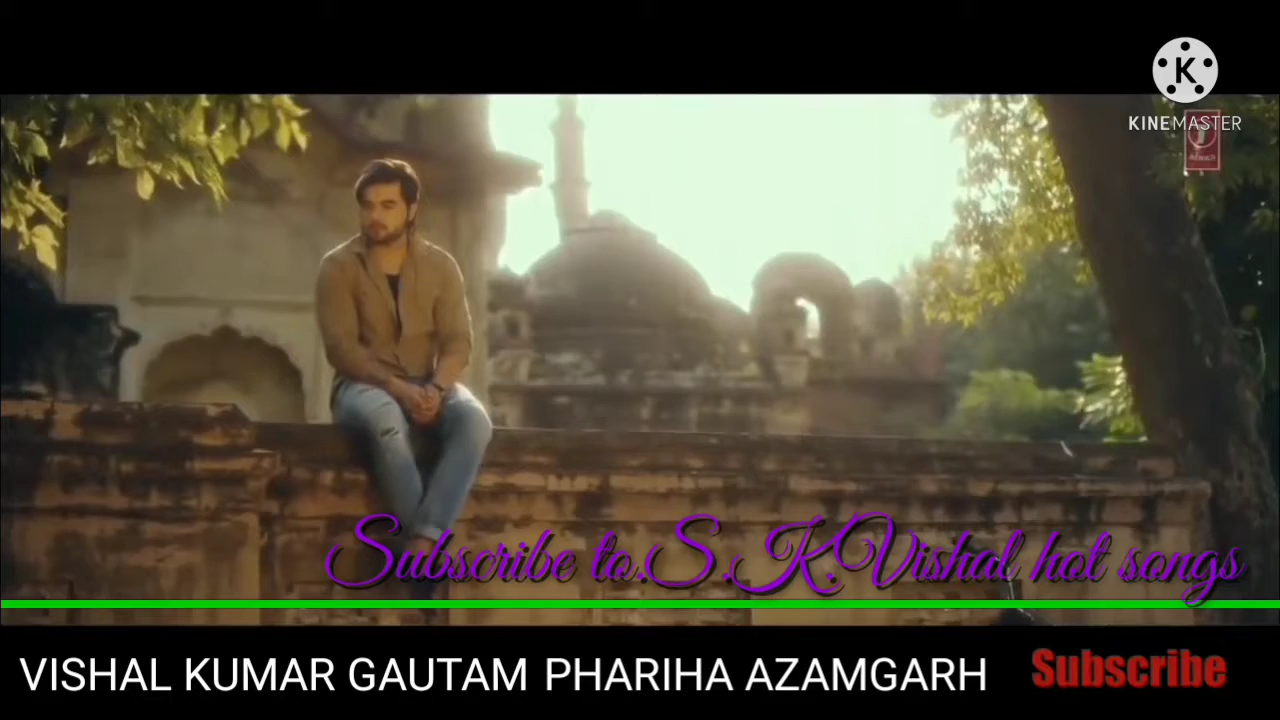 K
KINEMASTER
Subscribe to.S.K.Vishal hot songs
VISHAL KUMAR GAUTAM PHARIHA AZAMGARH
Subscribe